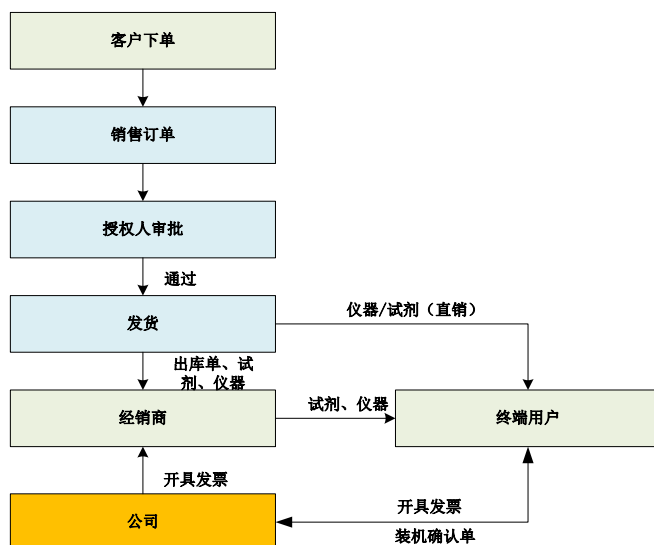 客户下单
销售订单
授权人审批
通过
发货
仪器/试剂（直销）
出库单、试
剂、仪器
经销商
试剂、仪器
终端用户
开具发票
公司
开具发票
装机确认单